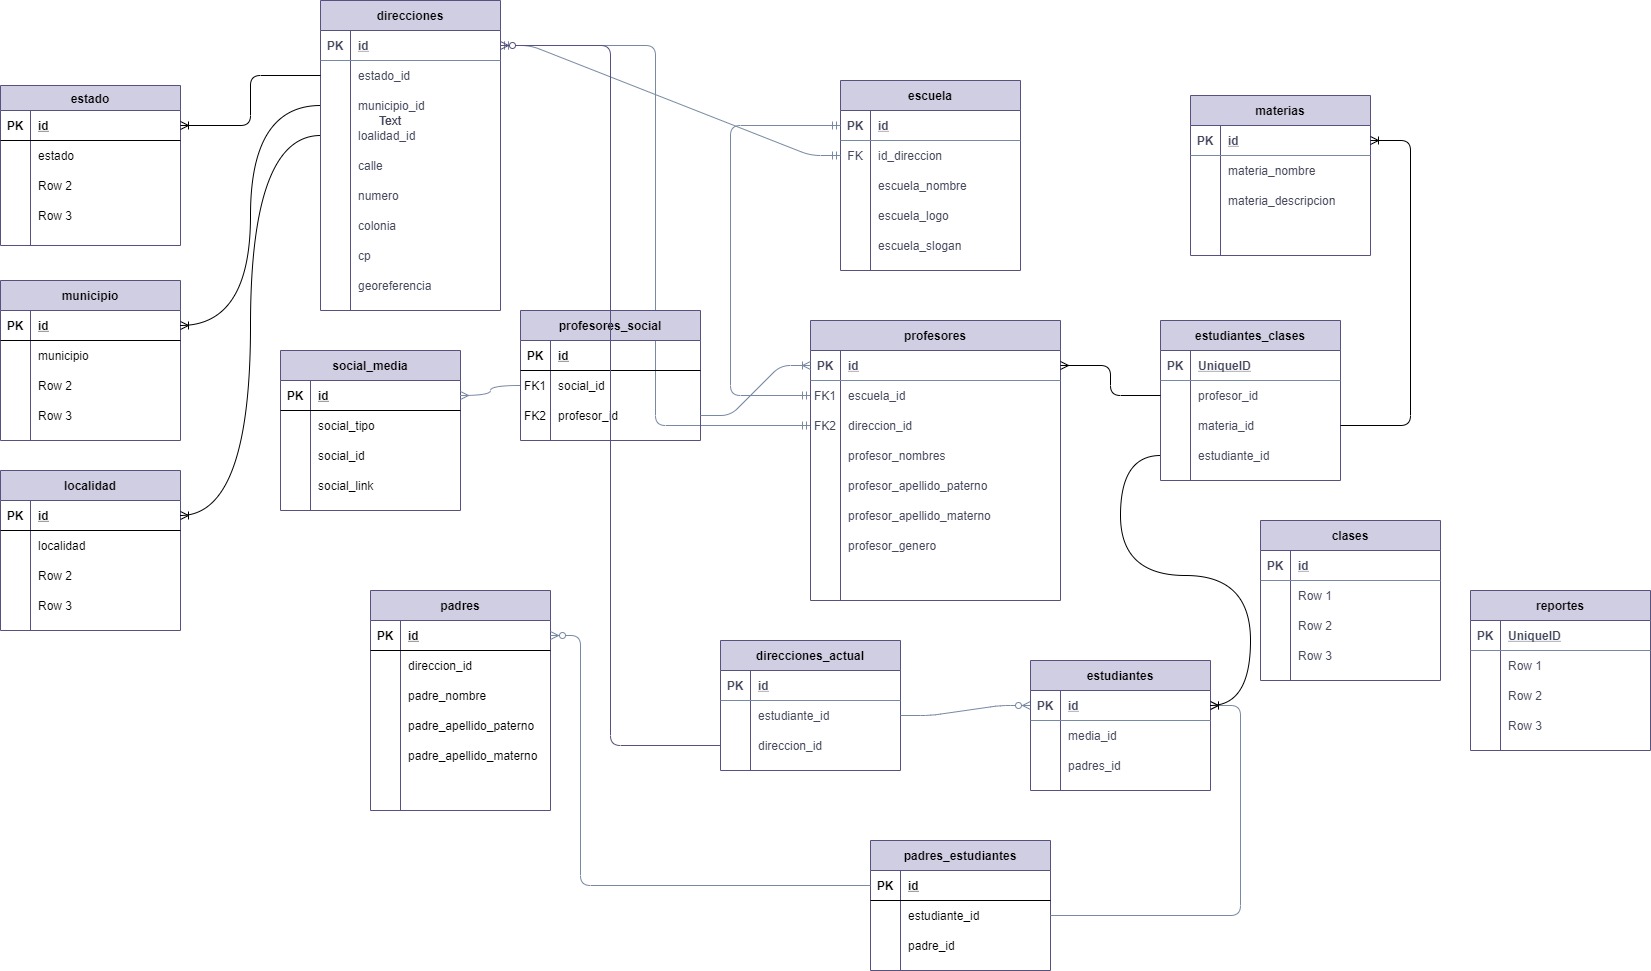 direcciones
PK id
estado_id
municipio_id
Text
loalidad_id
calle
numero
colonia
cp
georeferencia
estado
PK id
estado
Row 2
Row 3
municipio
PK id
municipio
Row 2
Row 3
localidad
PK id
localidad
Row 2
Row 3
social_media
PK id
social_tipo
social_id
social_link
profesores_social
PK id
FK1 social_id
FK2 profesor_id
escuela
PK id
FK id_direccion
escuela_nombre
escuela_logo
escuela_slogan
materias
PK id
materia_nombre
materia_descripcion
profesores
PK id
FK1 escuela_id
FK2 direccion_id
profesor_nombres
profesor_apellido_paterno
profesor_apellido_materno
profesor_genero
estudiantes_clases
PK UniqueID
profesor_id
materia_id
estudiante_id
clases
PK id
Row 1
Row 2
Row 3
reportes
PK UniqueID
Row 1
Row 2
Row 3
padres
PK id
direccion_id
padre_nombre
padre_apellido_paterno
padre_apellido_materno
direcciones_actual
PK id
estudiante_id
direccion_id
estudiantes
PK id
media_id
padres_id
padres_estudiantes
PK id
estudiante_id
padre_id